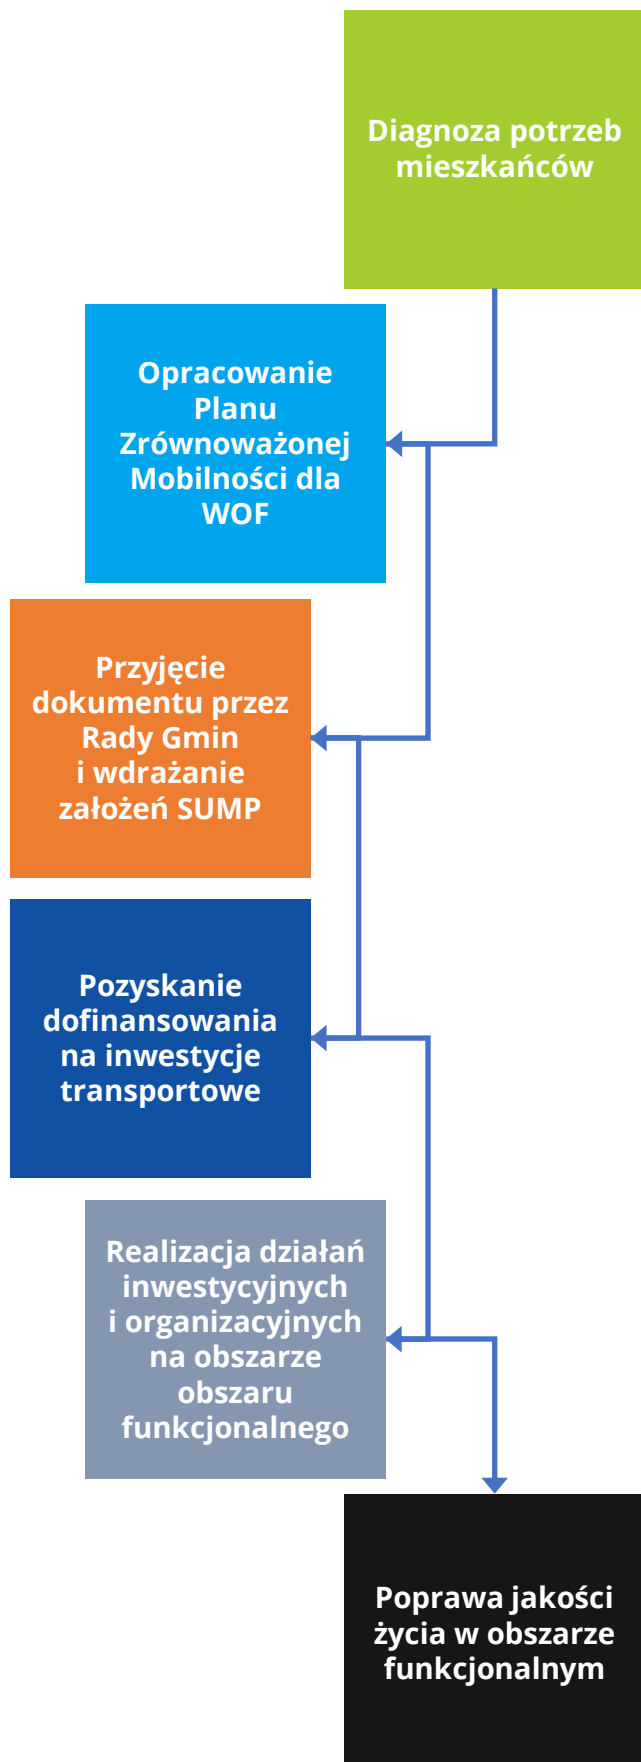 Diagnoza potrzeb
mieszkańców
Opracowanie
Planu
Zrównoważonej
Mobilności dla
WOF
Przyjęcie
dokumentu przez
Rady Gmin
i wdrażanie
założeń SUMP
Pozyskanie
dofinansowania
na inwestycje
transportowe
Realizacja działań
inwestycyjnych
i organizacyjnych
na obszarze
obszaru
funkcjonalnego
Poprawa jakości
życia w obszarze
funkcjonalnym